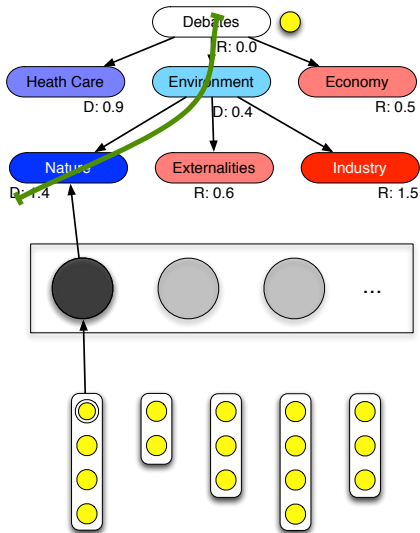 Debates
R: 0.0
Heath Care
Environment
Economy
D: 0.9
D: 0.4
R: 0.5
Nature
Externalities
Industry
D: 1.4
R: 0.6
R: 1.5
...